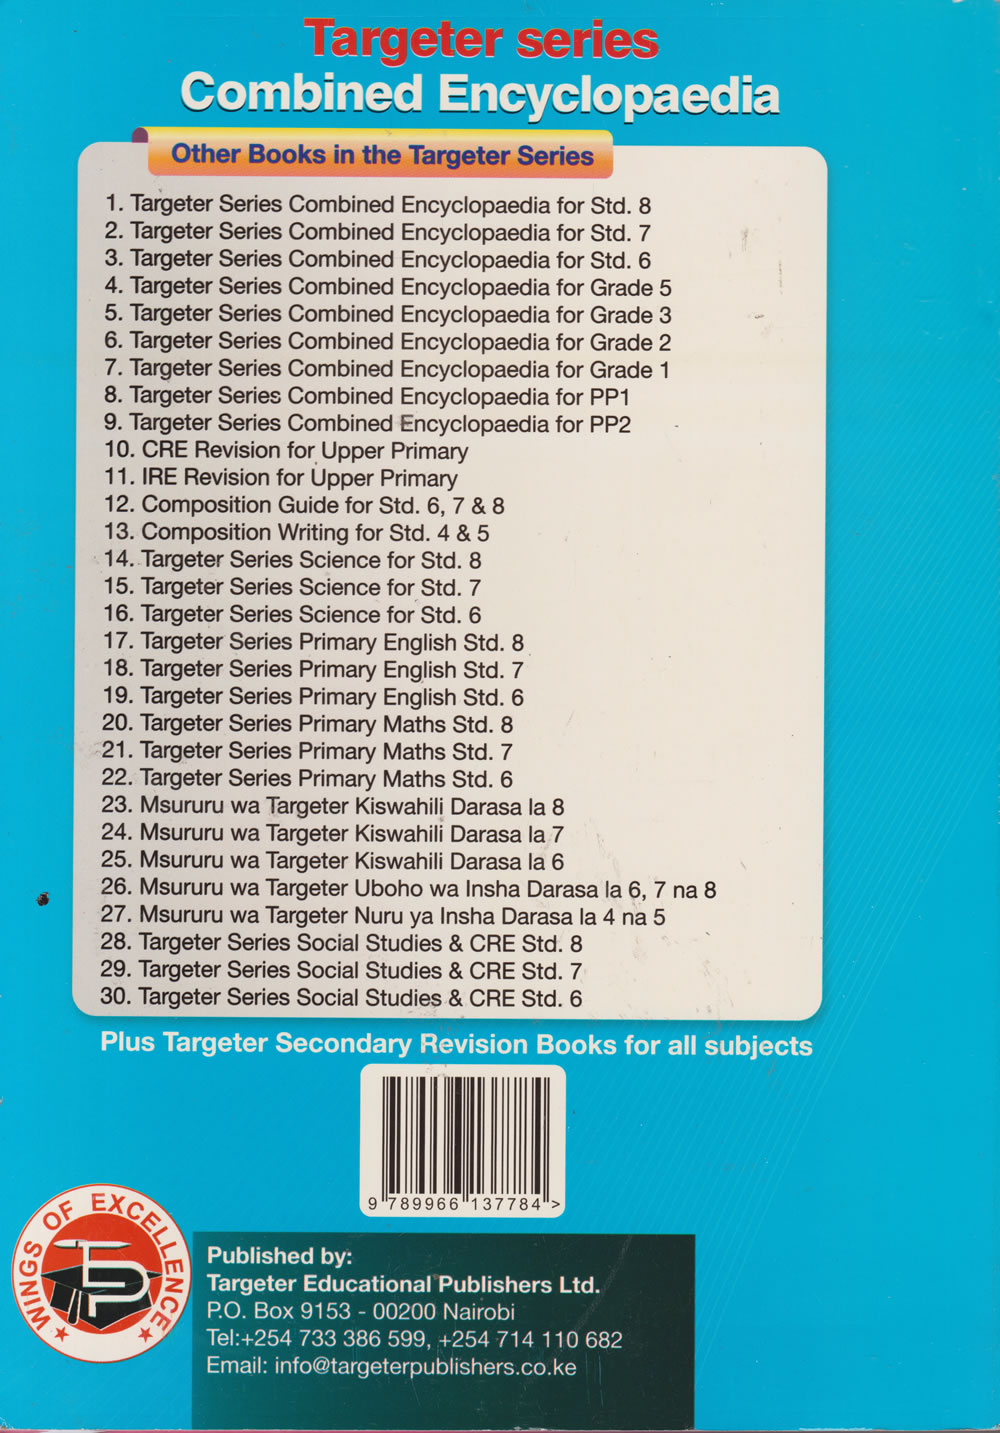 Targeter series
Combined Encyclopaedia
Other Books in the Targeter Series
1. Targeter Series Combined Encyclopaedia for Std. 8
2. Targeter Series Combined Encyclopaedia for Std. 7
3. Targeter Series Combined Encyclopaedia for Std. 6
4. Targeter Series Combined Encyclopaedia for Grade 5
5. Targeter Series Combined Encyclopaedia for Grade 3
6. Targeter Series Combined Encyclopaedia for Grade 2
7. Targeter Series Combined Encyclopaedia for Grade 1
8. Targeter Series Combined Encyclopaedia for PP1
9. Targeter Series Combined Encyclopaedia for PP2
10. CRE Revision for Upper Primary
11. IRE Revision for Upper Primary
12. Composition Guide for Std. 6, 7 & 8
13. Composition Writing for Std. 4 & 5
14. Targeter Series Science for Std. 8
15. Targeter Series Science for Std. 7
16. Targeter Series Science for Std. 6
17. Targeter Series Primary English Std. 8
18. Targeter Series Primary English Std. 7
19. Targeter Series Primary English Std. 6
20. Targeter Series Primary Maths Std. 8
21. Targeter Series Primary Maths Std. 7
22. Targeter Series Primary Maths Std. 6
23. Msururu wa Targeter Kiswahili Darasa la 8
24. Msururu wa Targeter Kiswahili Darasa la 7
25. Msururu wa Targeter Kiswahili Darasa la 6
26. Msururu wa Targeter Uboho wa Insha Darasa la 6, 7 na 8
27. Msururu wa Targeter Nuru ya Insha Darasa la 4 na 5
28. Targeter Series Social Studies & CRE Std. 8
29. Targeter Series Social Studies & CRE Std. 7
30. Targeter Series Social Studies & CRE Std. 6
Plus Targeter Secondary Revision Books for all subjects
9 789966 137784 >
WINGS OF EXCELLENCE
TEP
Published by:
Targeter Educational Publishers Ltd.
P.O. Box 9153 - 00200 Nairobi
Tel:+254 733 386 599, +254 714 110 682
Email: info@targeterpublishers.co.ke